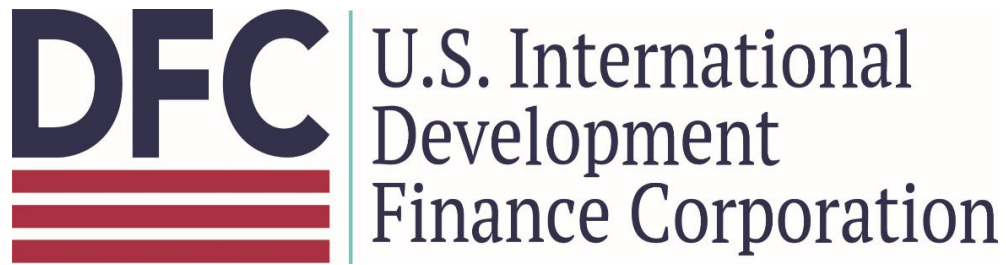 DFC
U.S. International
Development
Finance Corporation